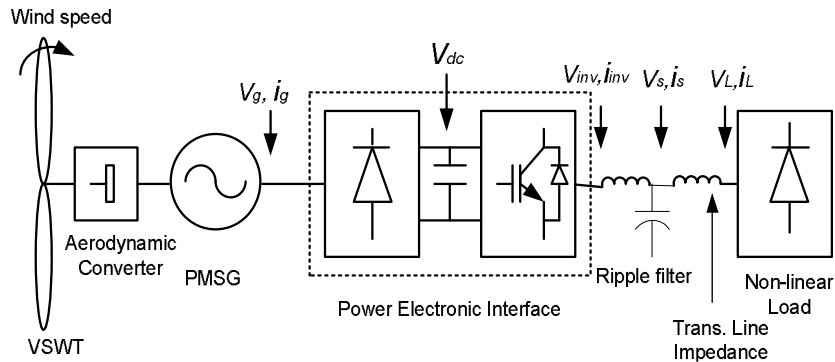 Wind speed
Vdc
Vg, ig
Vinv,iinv
Vs,is
VL,iL
Aerodynamic
Converter
PMSG
Ripple filter
Non-linear
Load
Power Electronic Interface
Trans. Line
Impedance
VSWT